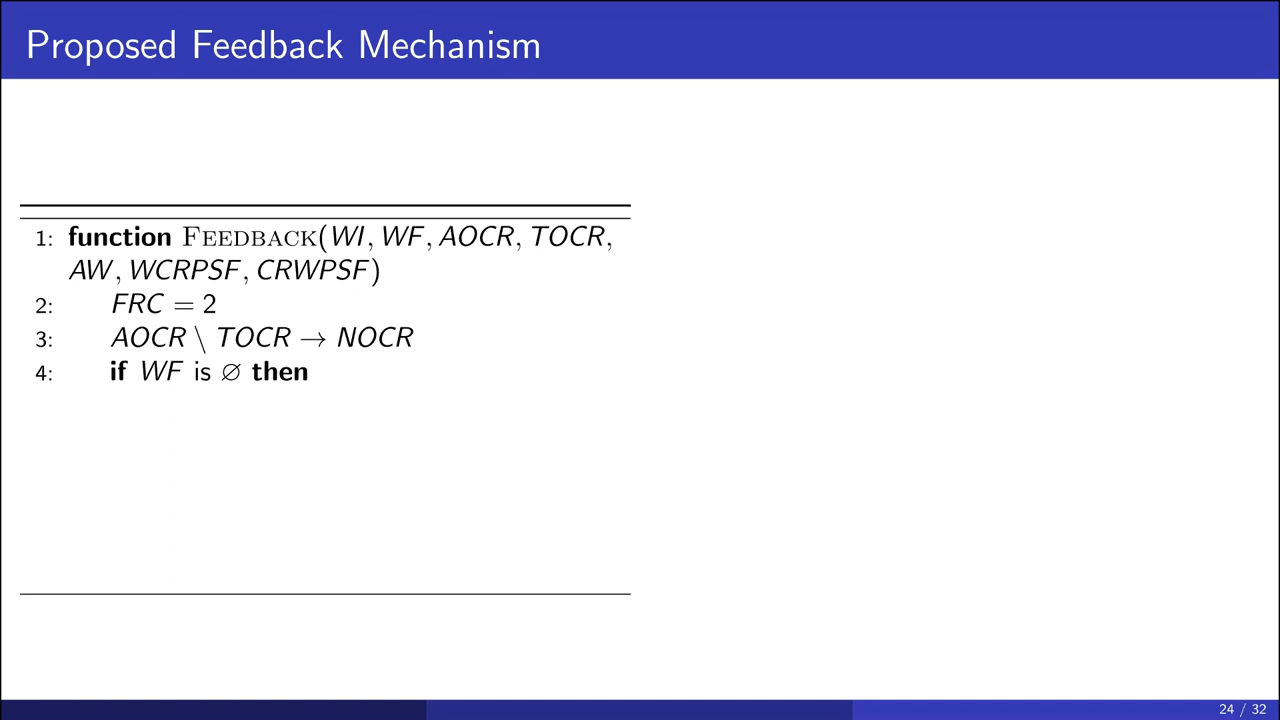 Proposed Feedback Mechanism
1: function FEEDBACK(WI, WF, AOCR, TOCR,
AW, WCRPSF, CRWPSF)
2: FRC = 2
3: AOCR \ TOCR → NOCR
4: if WF is ∅ then
24 / 32